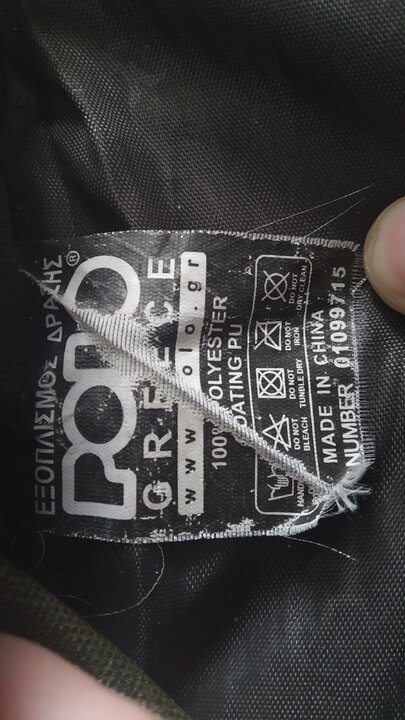 ΕΞΟΠΛΙΣΜΟΣ ΔΡΑΣΗΣ
POLO®
GREECE
www.polo.gr
100% POLYESTER
COATING PU
HAND
DO NOT BLEACH
DO NOT TUMBLE DRY
DO NOT IRON
DO NOT DRY CLEAN
MADE IN CHINA
NUMBER 01099715